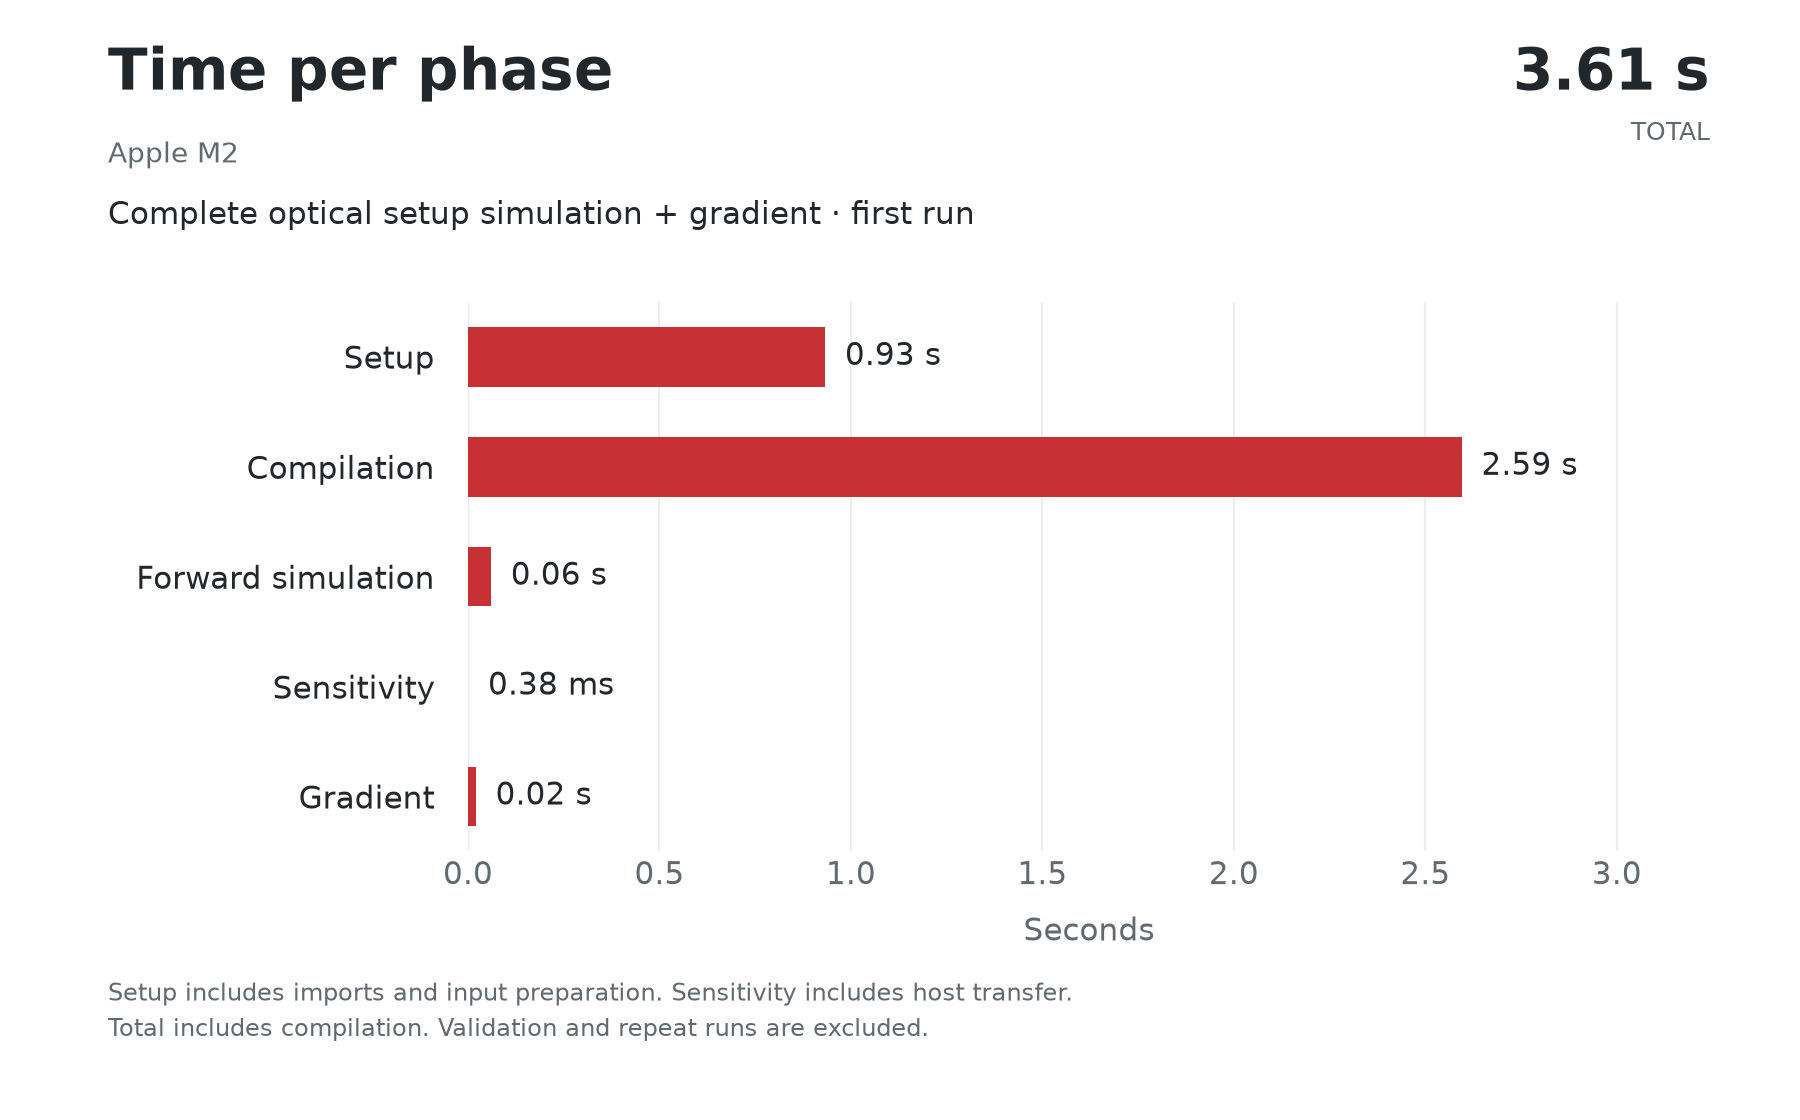 Time per phase
3.61 s
TOTAL
Apple M2
Complete optical setup simulation + gradient · first run
Setup
0.93 s
Compilation
2.59 s
Forward simulation
0.06 s
Sensitivity
0.38 ms
Gradient
0.02 s
0.0 0.5 1.0 1.5 2.0 2.5 3.0
Seconds
Setup includes imports and input preparation. Sensitivity includes host transfer.
Total includes compilation. Validation and repeat runs are excluded.